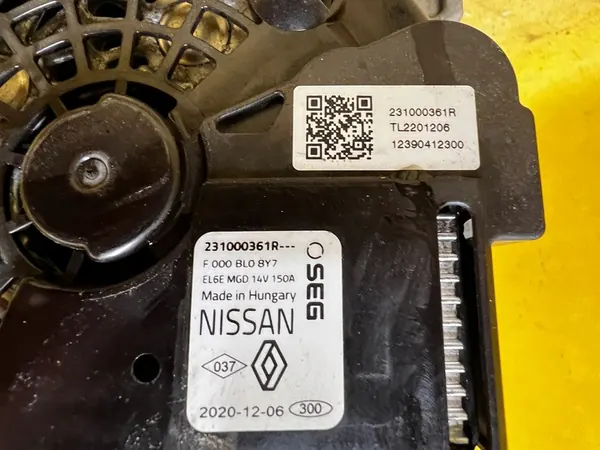 231000361R
TL2201206
12390412300
231000361R---
F 000 BL0 8Y7
EL6E MGD 14V 150A
Made in Hungary
SEG
NISSAN
037
2020-12-06 300